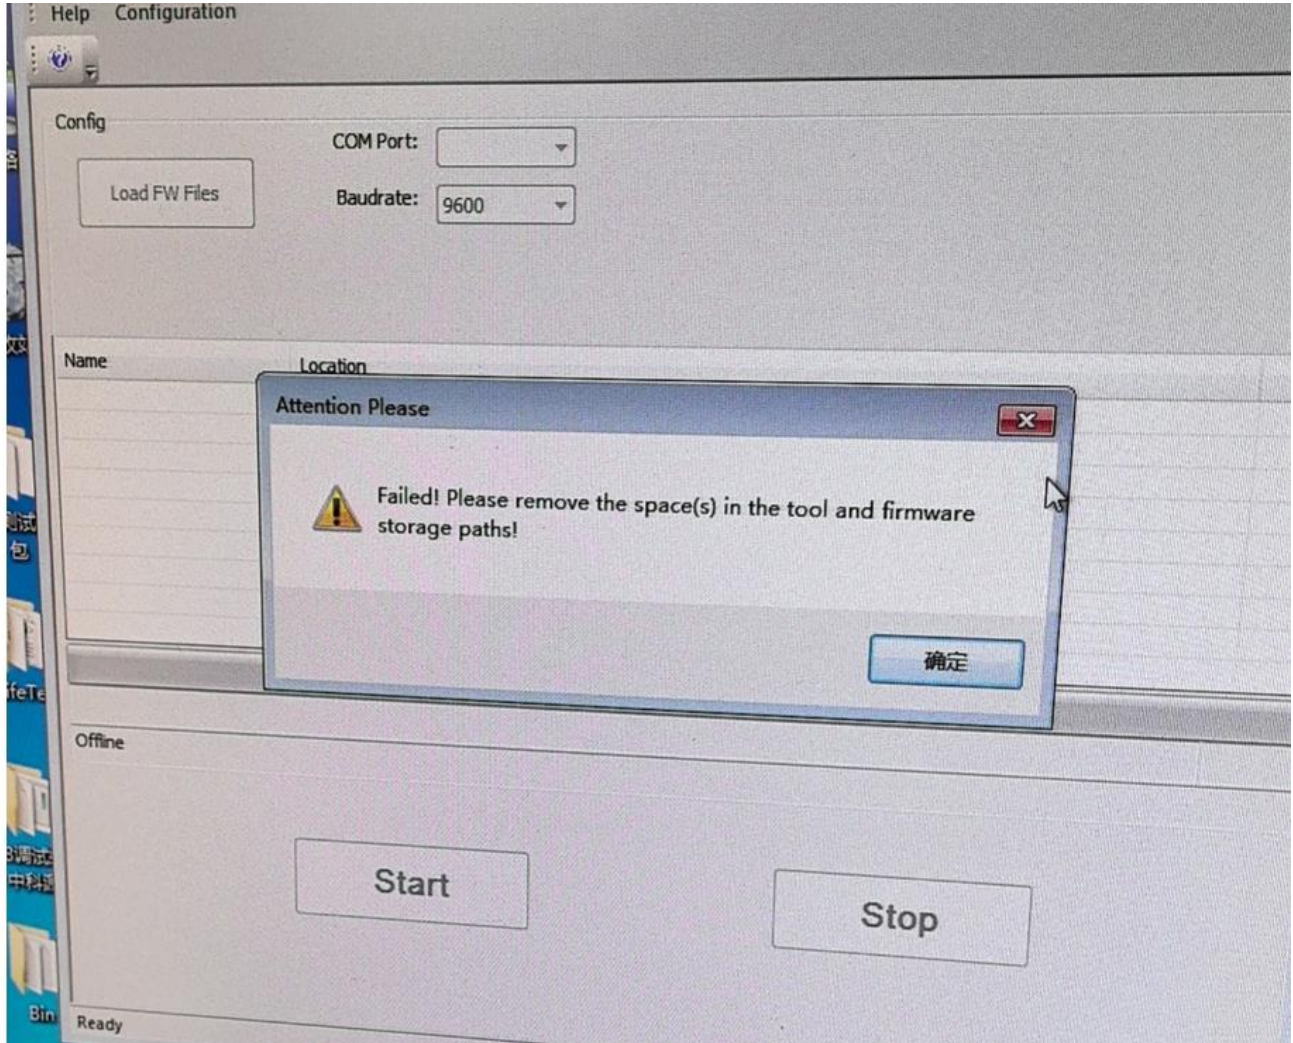 Help Configuration
Config
COM Port:
Load FW Files
Baudrate: 9600
Name Location
Attention Please
Failed! Please remove the space(s) in the tool and firmware
storage paths!
确定
Offline
Start
Stop
Bin
Ready